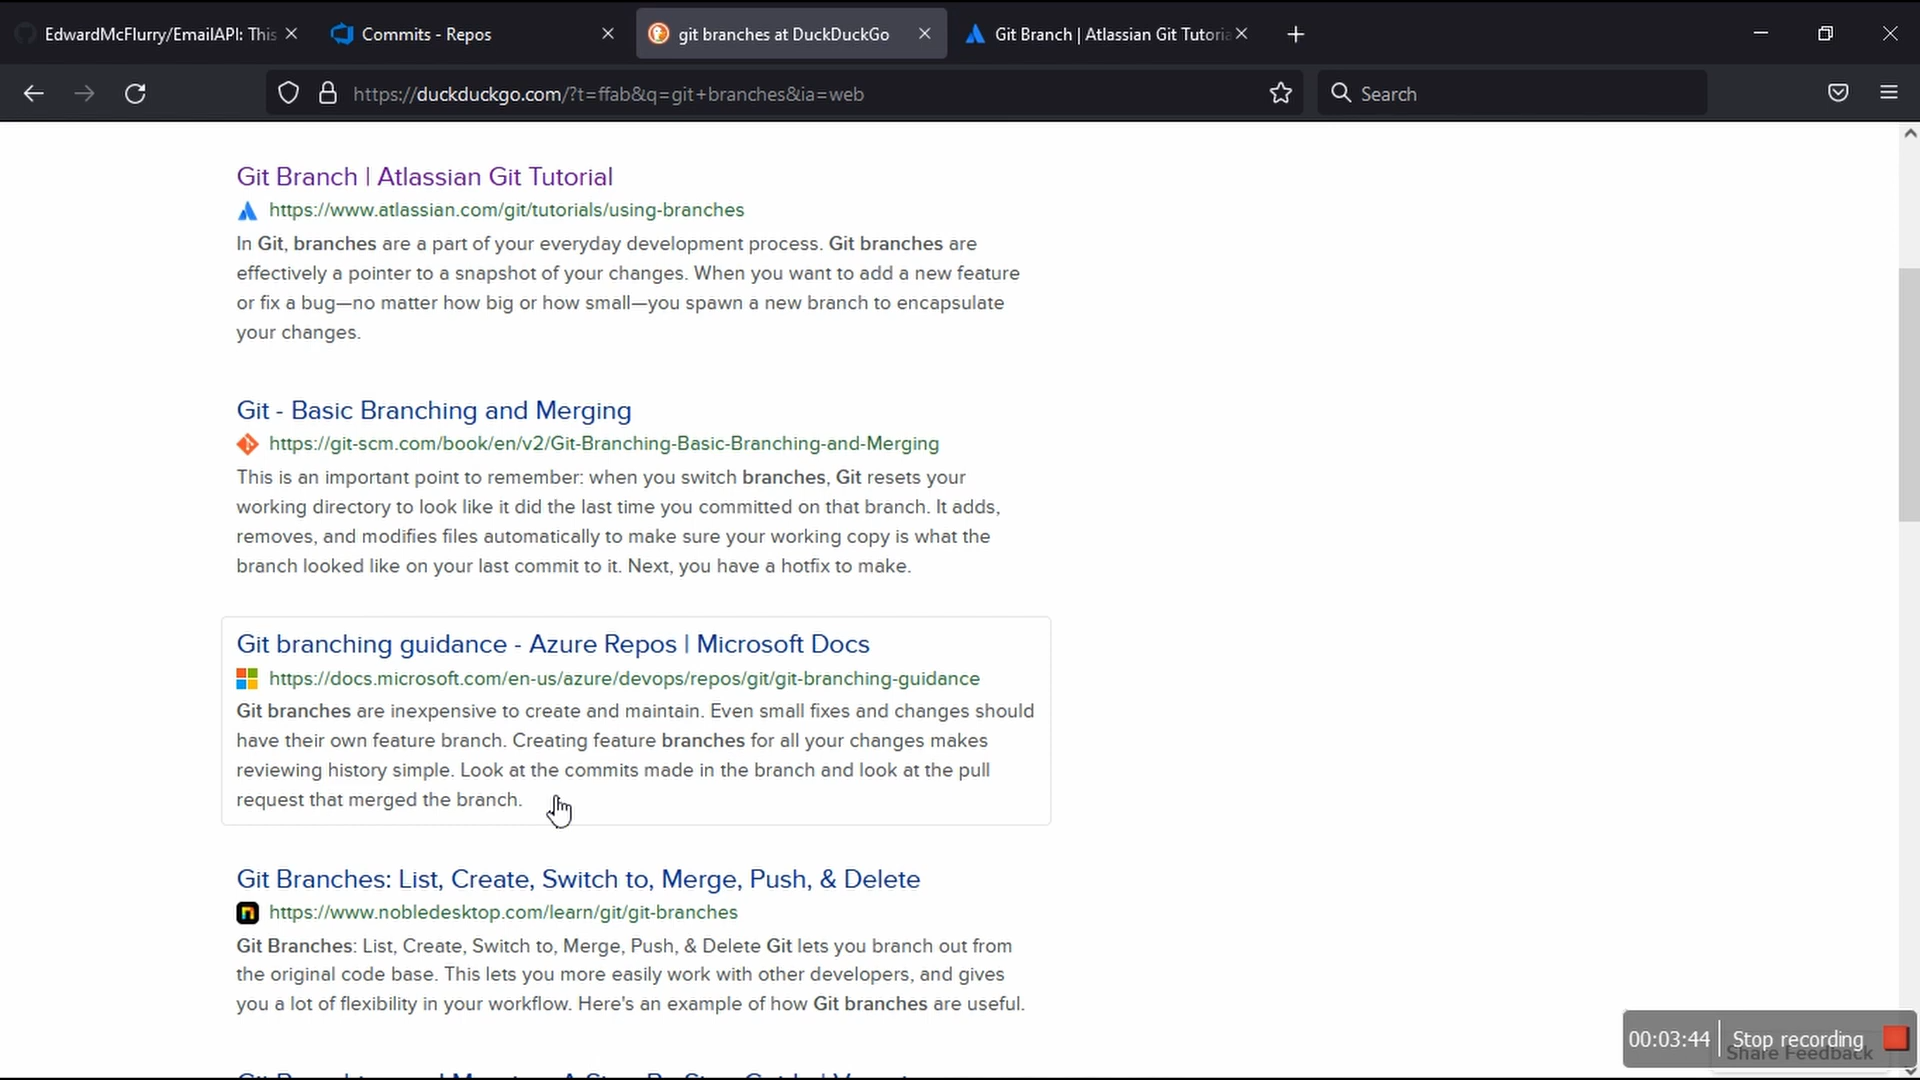 EdwardMcFlurry/EmailAPI: This
Commits - Repos
git branches at DuckDuckGo
Git Branch | Atlassian Git Tutoria
https://duckduckgo.com/?t=ffab&q=git+branches&ia=web
Search
Git Branch | Atlassian Git Tutorial
https://www.atlassian.com/git/tutorials/using-branches
In Git, branches are a part of your everyday development process. Git branches are
effectively a pointer to a snapshot of your changes. When you want to add a new feature
or fix a bug—no matter how big or how small—you spawn a new branch to encapsulate
your changes.
Git - Basic Branching and Merging
https://git-scm.com/book/en/v2/Git-Branching-Basic-Branching-and-Merging
This is an important point to remember: when you switch branches, Git resets your
working directory to look like it did the last time you committed on that branch. It adds,
removes, and modifies files automatically to make sure your working copy is what the
branch looked like on your last commit to it. Next, you have a hotfix to make.
Git branching guidance - Azure Repos | Microsoft Docs
https://docs.microsoft.com/en-us/azure/devops/repos/git/git-branching-guidance
Git branches are inexpensive to create and maintain. Even small fixes and changes should
have their own feature branch. Creating feature branches for all your changes makes
reviewing history simple. Look at the commits made in the branch and look at the pull
request that merged the branch.
Git Branches: List, Create, Switch to, Merge, Push, & Delete
https://www.nobledesktop.com/learn/git/git-branches
Git Branches: List, Create, Switch to, Merge, Push, & Delete Git lets you branch out from
the original code base. This lets you more easily work with other developers, and gives
you a lot of flexibility in your workflow. Here's an example of how Git branches are useful.
00:03:44 Stop recording
Share Feedback